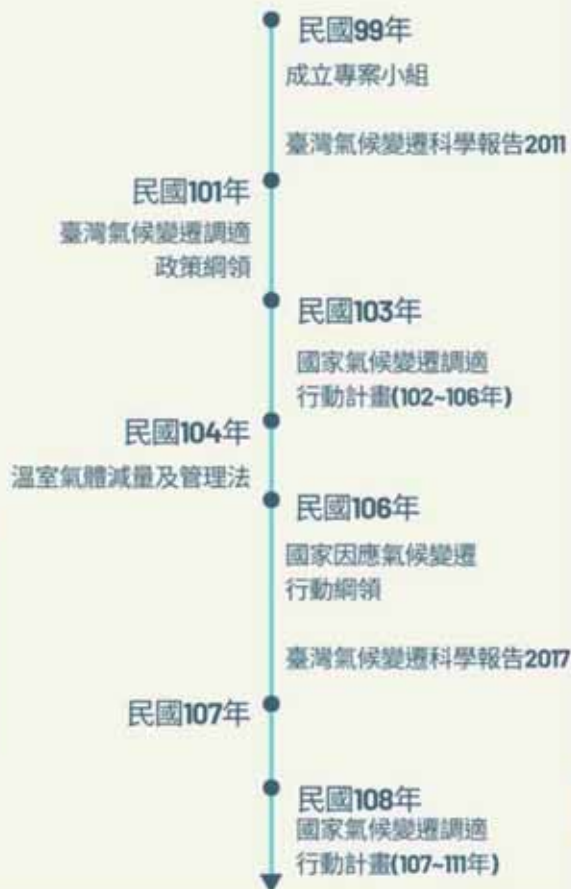 民國99年
成立專案小組
臺灣氣候變遷科學報告2011
民國101年
臺灣氣候變遷調適
政策綱領
民國103年
國家氣候變遷調適
行動計畫(102~106年)
民國104年
溫室氣體減量及管理法
民國106年
國家因應氣候變遷
行動綱領
臺灣氣候變遷科學報告2017
民國107年
民國108年
國家氣候變遷調適
行動計畫(107~111年)